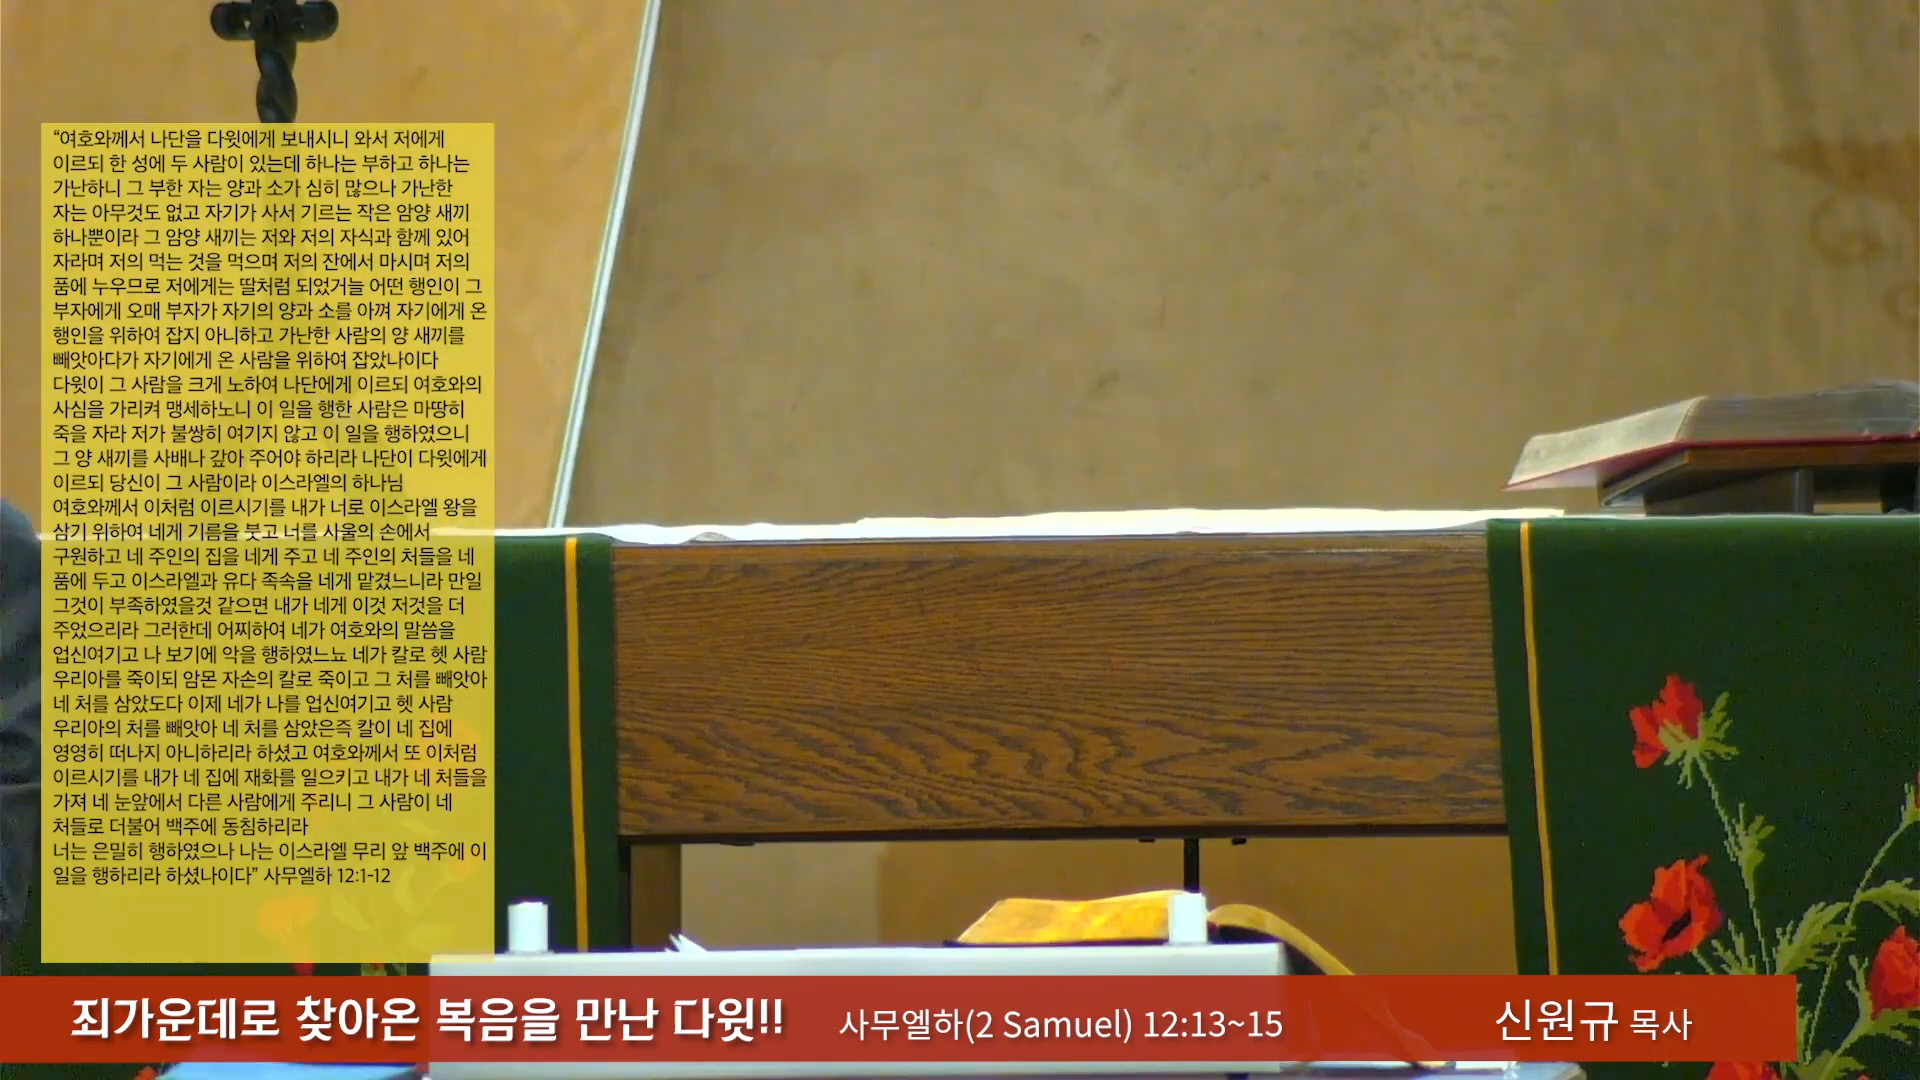 “여호와께서 나단을 다윗에게 보내시니 와서 저에게
이르되 한 성에 두 사람이 있는데 하나는 부하고 하나는
가난하니 그 부한 자는 양과 소가 심히 많으나 가난한
자는 아무것도 없고 자기가 사서 기르는 작은 암양 새끼
하나뿐이라 그 암양 새끼는 저와 저의 자식과 함께 있어
자라며 저의 먹는 것을 먹으며 저의 잔에서 마시며 저의
품에 누우므로 저에게는 딸처럼 되었거늘 어떤 행인이 그
부자에게 오매 부자가 자기의 양과 소를 아껴 자기에게 온
행인을 위하여 잡지 아니하고 가난한 사람의 양 새끼를
빼앗아다가 자기에게 온 사람을 위하여 잡았나이다
다윗이 그 사람을 크게 노하여 나단에게 이르되 여호와의
사심을 가리켜 맹세하노니 이 일을 행한 사람은 마땅히
죽을 자라 저가 불쌍히 여기지 않고 이 일을 행하였으니
그 양 새끼를 사배나 갚아 주어야 하리라 나단이 다윗에게
이르되 당신이 그 사람이라 이스라엘의 하나님
여호와께서 이처럼 이르시기를 내가 너로 이스라엘 왕을
삼기 위하여 네게 기름을 붓고 너를 사울의 손에서
구원하고 네 주인의 집을 네게 주고 네 주인의 처들을 네
품에 두고 이스라엘과 유다 족속을 네게 맡겼느니라 만일
그것이 부족하였을것 같으면 내가 네게 이것 저것을 더
주었으리라 그러한데 어찌하여 네가 여호와의 말씀을
업신여기고 나 보기에 악을 행하였느뇨 네가 칼로 헷 사람
우리아를 죽이되 암몬 자손의 칼로 죽이고 그 처를 빼앗아
네 처를 삼았도다 이제 네가 나를 업신여기고 헷 사람
우리아의 처를 빼앗아 네 처를 삼았은즉 칼이 네 집에
영영히 떠나지 아니하리라 하셨고 여호와께서 또 이처럼
이르시기를 내가 네 집에 재화를 일으키고 내가 네 처들을
가져 네 눈앞에서 다른 사람에게 주리니 그 사람이 네
처들로 더불어 백주에 동침하리라
너는 은밀히 행하였으나 나는 이스라엘 무리 앞 백주에 이
일을 행하리라 하셨나이다” 사무엘하 12:1-12
죄가운데로 찾아온 복음을 만난 다윗!! 사무엘하(2 Samuel) 12:13~15 신원규 목사